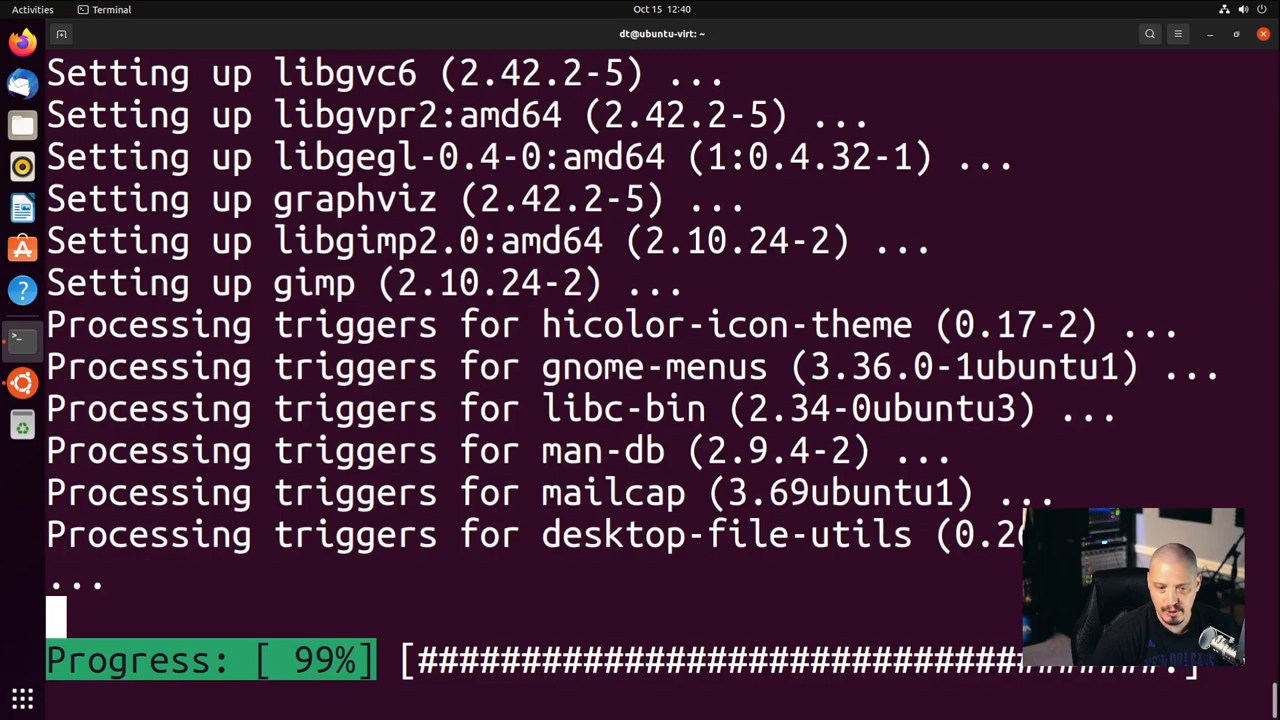 Activities
Terminal
Oct 15 12:40
dt@ubuntu-virt: ~
Setting up libgvc6 (2.42.2-5) ...
Setting up libgvpr2:amd64 (2.42.2-5) ...
Setting up libgegl-0.4-0:amd64 (1:0.4.32-1) ...
Setting up graphviz (2.42.2-5) ...
Setting up libgimp2.0:amd64 (2.10.24-2) ...
Setting up gimp (2.10.24-2) ...
Processing triggers for hicolor-icon-theme (0.17-2) ...
Processing triggers for gnome-menus (3.36.0-1ubuntu1) ...
Processing triggers for libc-bin (2.34-0ubuntu3) ...
Processing triggers for man-db (2.9.4-2) ...
Processing triggers for mailcap (3.69ubuntu1) ...
Processing triggers for desktop-file-utils
...
Progress: [ 99%] [####################################.]